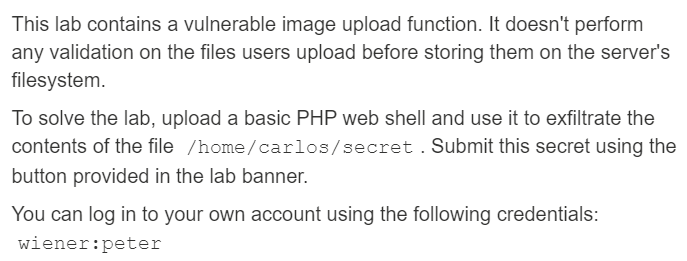 This lab contains a vulnerable image upload function. It doesn't perform
any validation on the files users upload before storing them on the server's
filesystem.
To solve the lab, upload a basic PHP web shell and use it to exfiltrate the
contents of the file /home/carlos/secret . Submit this secret using the
button provided in the lab banner.
You can log in to your own account using the following credentials:
wiener:peter